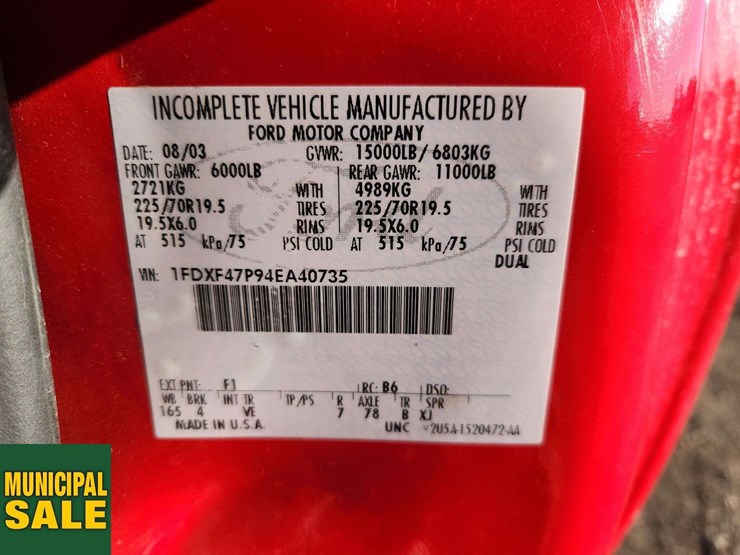 INCOMPLETE VEHICLE MANUFACTURED BY
FORD MOTOR COMPANY
DATE: 08/03 GVWR: 15000LB/6803KG
FRONT GAWR: 6000LB REAR GAWR: 11000LB
2721KG WITH 4989KG WITH
225/70R19.5 TIRES 225/70R19.5 TIRES
19.5X6.0 RIMS 19.5X6.0 RIMS
AT 515 kPa/75 PSI COLD AT 515 kPa/75 PSI COLD
DUAL
VIN: 1FDXF47P94EA40735
EXT PNT: F1 RC: B6 DSO:
WB BRK INT TR TP/PS R AXLE TR SPR
165 4 VE 7 78 B XJ
MADE IN U.S.A. UNC
MUNICIPAL
SALE